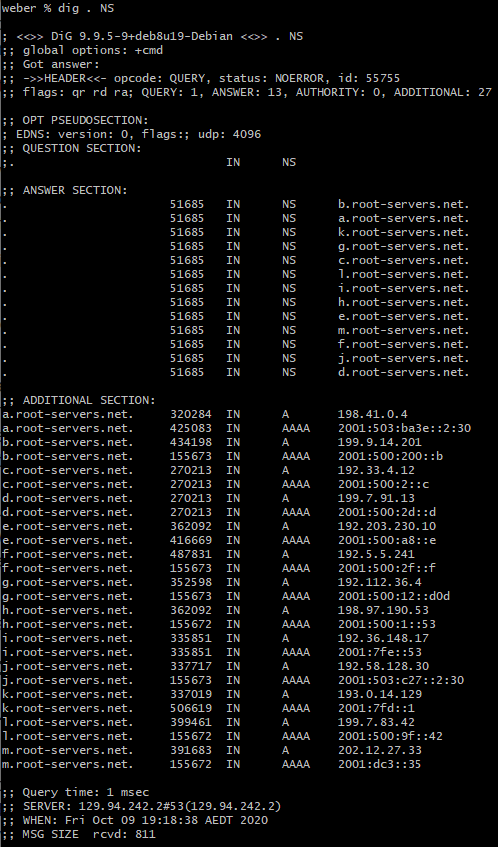 weber % dig . NS
; <<>> DiG 9.9.5-9+deb8u19-Debian <<>> . NS
;; global options: +cmd
;; Got answer:
;; ->>HEADER<<- opcode: QUERY, status: NOERROR, id: 55755
;; flags: qr rd ra; QUERY: 1, ANSWER: 13, AUTHORITY: 0, ADDITIONAL: 27
;; OPT PSEUDOSECTION:
; EDNS: version: 0, flags:; udp: 4096
;; QUESTION SECTION:
;. IN NS
;; ANSWER SECTION:
. 51685 IN NS b.root-servers.net.
. 51685 IN NS a.root-servers.net.
. 51685 IN NS k.root-servers.net.
. 51685 IN NS g.root-servers.net.
. 51685 IN NS c.root-servers.net.
. 51685 IN NS l.root-servers.net.
. 51685 IN NS i.root-servers.net.
. 51685 IN NS h.root-servers.net.
. 51685 IN NS e.root-servers.net.
. 51685 IN NS m.root-servers.net.
. 51685 IN NS f.root-servers.net.
. 51685 IN NS j.root-servers.net.
. 51685 IN NS d.root-servers.net.
;; ADDITIONAL SECTION:
a.root-servers.net. 320284 IN A 198.41.0.4
a.root-servers.net. 425083 IN AAAA 2001:503:ba3e::2:30
b.root-servers.net. 434198 IN A 199.9.14.201
b.root-servers.net. 155673 IN AAAA 2001:500:200::b
c.root-servers.net. 270213 IN A 192.33.4.12
c.root-servers.net. 270213 IN AAAA 2001:500:2::c
d.root-servers.net. 270213 IN A 199.7.91.13
d.root-servers.net. 270213 IN AAAA 2001:500:2d::d
e.root-servers.net. 362092 IN A 192.203.230.10
e.root-servers.net. 416669 IN AAAA 2001:500:a8::e
f.root-servers.net. 487831 IN A 192.5.5.241
f.root-servers.net. 155673 IN AAAA 2001:500:2f::f
g.root-servers.net. 352598 IN A 192.112.36.4
g.root-servers.net. 155673 IN AAAA 2001:500:12::d0d
h.root-servers.net. 362092 IN A 198.97.190.53
h.root-servers.net. 155672 IN AAAA 2001:500:1::53
i.root-servers.net. 335851 IN A 192.36.148.17
i.root-servers.net. 335851 IN AAAA 2001:7fe::53
j.root-servers.net. 337717 IN A 192.58.128.30
j.root-servers.net. 155673 IN AAAA 2001:503:c27::2:30
k.root-servers.net. 337019 IN A 193.0.14.129
k.root-servers.net. 506619 IN AAAA 2001:7fd::1
l.root-servers.net. 399461 IN A 199.7.83.42
l.root-servers.net. 155672 IN AAAA 2001:500:9f::42
m.root-servers.net. 391683 IN A 202.12.27.33
m.root-servers.net. 155672 IN AAAA 2001:dc3::35
;; Query time: 1 msec
;; SERVER: 129.94.242.2#53(129.94.242.2)
;; WHEN: Fri Oct 09 19:18:38 AEDT 2020
;; MSG SIZE rcvd: 811